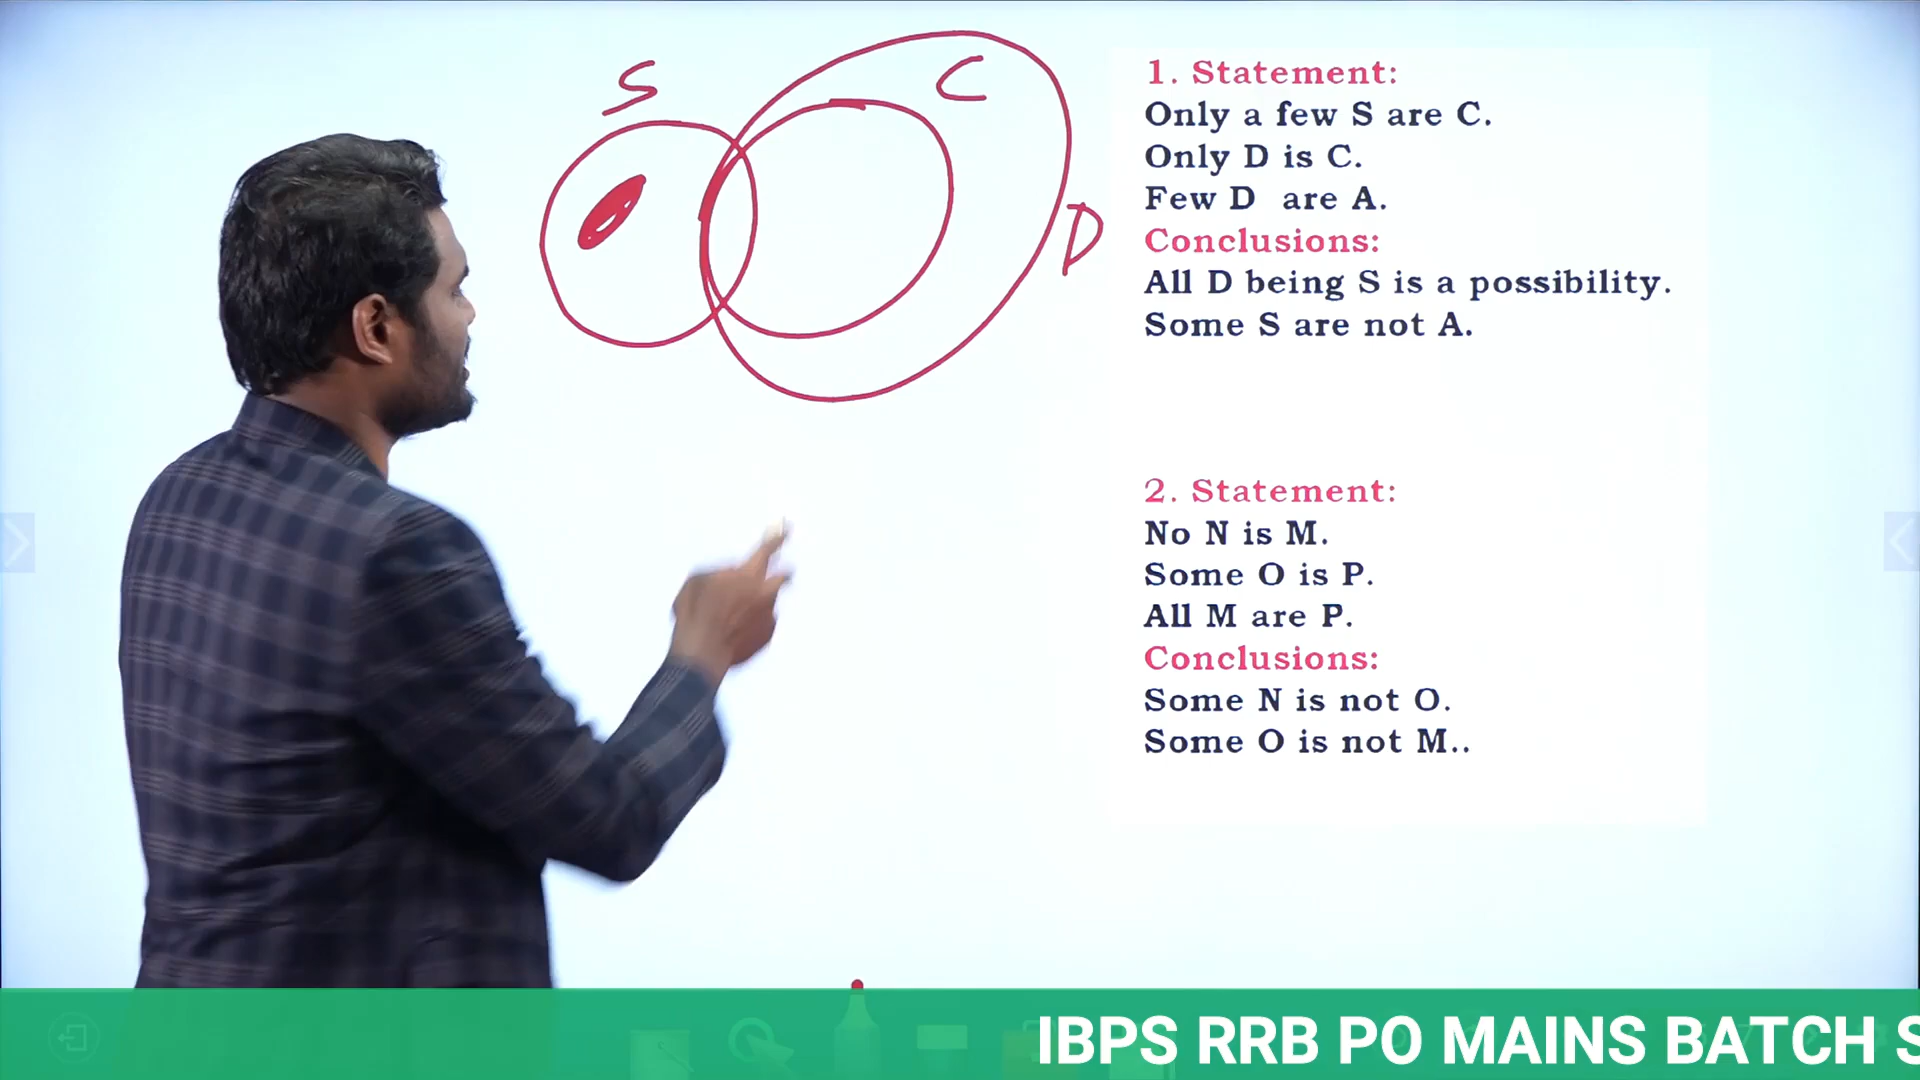 S
C
D
1. Statement:
Only a few S are C.
Only D is C.
Few D are A.
Conclusions:
All D being S is a possibility.
Some S are not A.
2. Statement:
No N is M.
Some O is P.
All M are P.
Conclusions:
Some N is not O.
Some O is not M..
IBPS RRB PO MAINS BATCH S